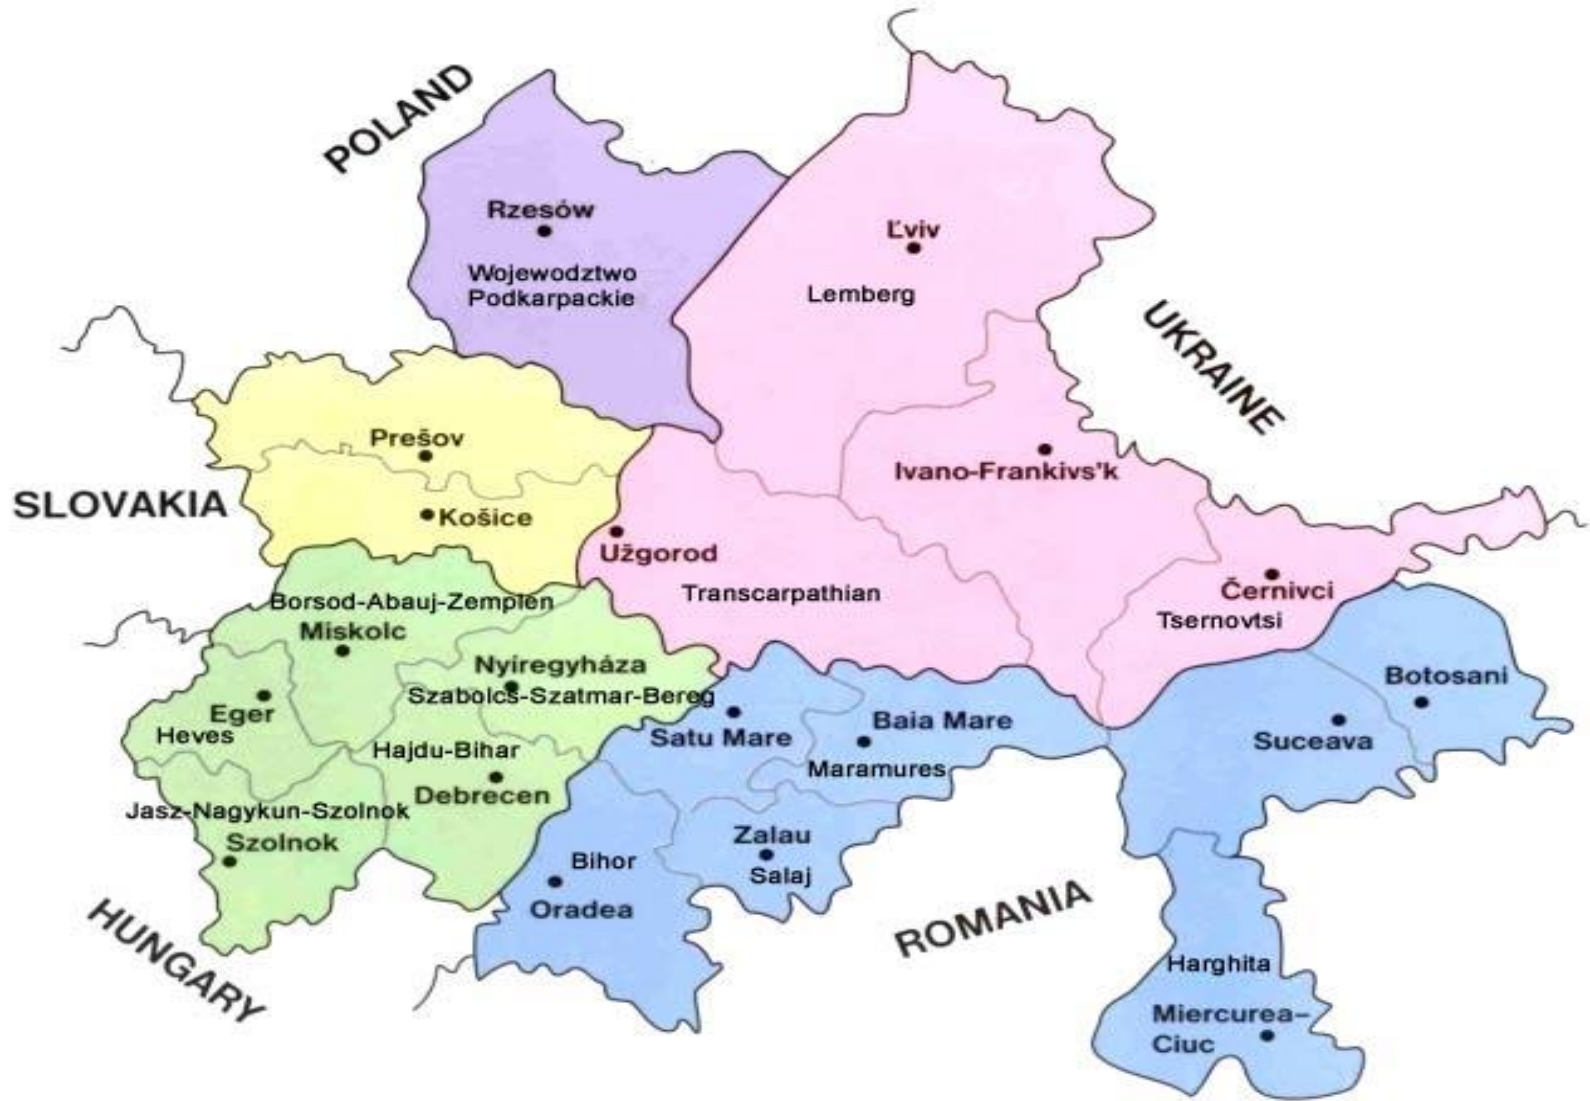 POLAND
Rzesów
Wojewodztwo
Podkarpackie
Ľviv
Lemberg
UKRAINE
Prešov
Ivano-Frankivs'k
SLOVAKIA
Košice
Užgorod
Transcarpathian
Černivci
Tsernovtsi
Borsod-Abauj-Zemplen
Miskolc
Nyíregyháza
Szabolcs-Szatmar-Bereg
Eger
Heves
Hajdu-Bihar
Debrecen
Jasz-Nagykun-Szolnok
Szolnok
HUNGARY
Satu Mare
Baia Mare
Maramures
Botosani
Suceava
Zalau
Salaj
Bihor
Oradea
ROMANIA
Harghita
Miercurea–
Ciuc